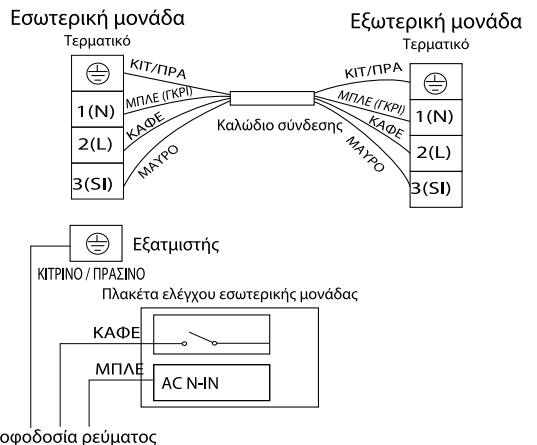 Εσωτερική μονάδα
Τερματικό
Εξωτερική μονάδα
Τερματικό
1(N)
2(L)
3(SI)
ΚΙΤ/ΠΡΑ
ΜΠΛΕ (ΓΚΡΙ)
ΚΑΦΕ
ΜΑΥΡΟ
Καλώδιο σύνδεσης
ΚΙΤ/ΠΡΑ
ΜΠΛΕ (ΓΚΡΙ)
ΚΑΦΕ
ΜΑΥΡΟ
1(N)
2(L)
3(SI)
Εξατμιστής
ΚΙΤΡΙΝΟ / ΠΡΑΣΙΝΟ
Πλακέτα ελέγχου εσωτερικής μονάδας
ΚΑΦΕ
ΜΠΛΕ
AC N-IN
οφοδοσία ρεύματος